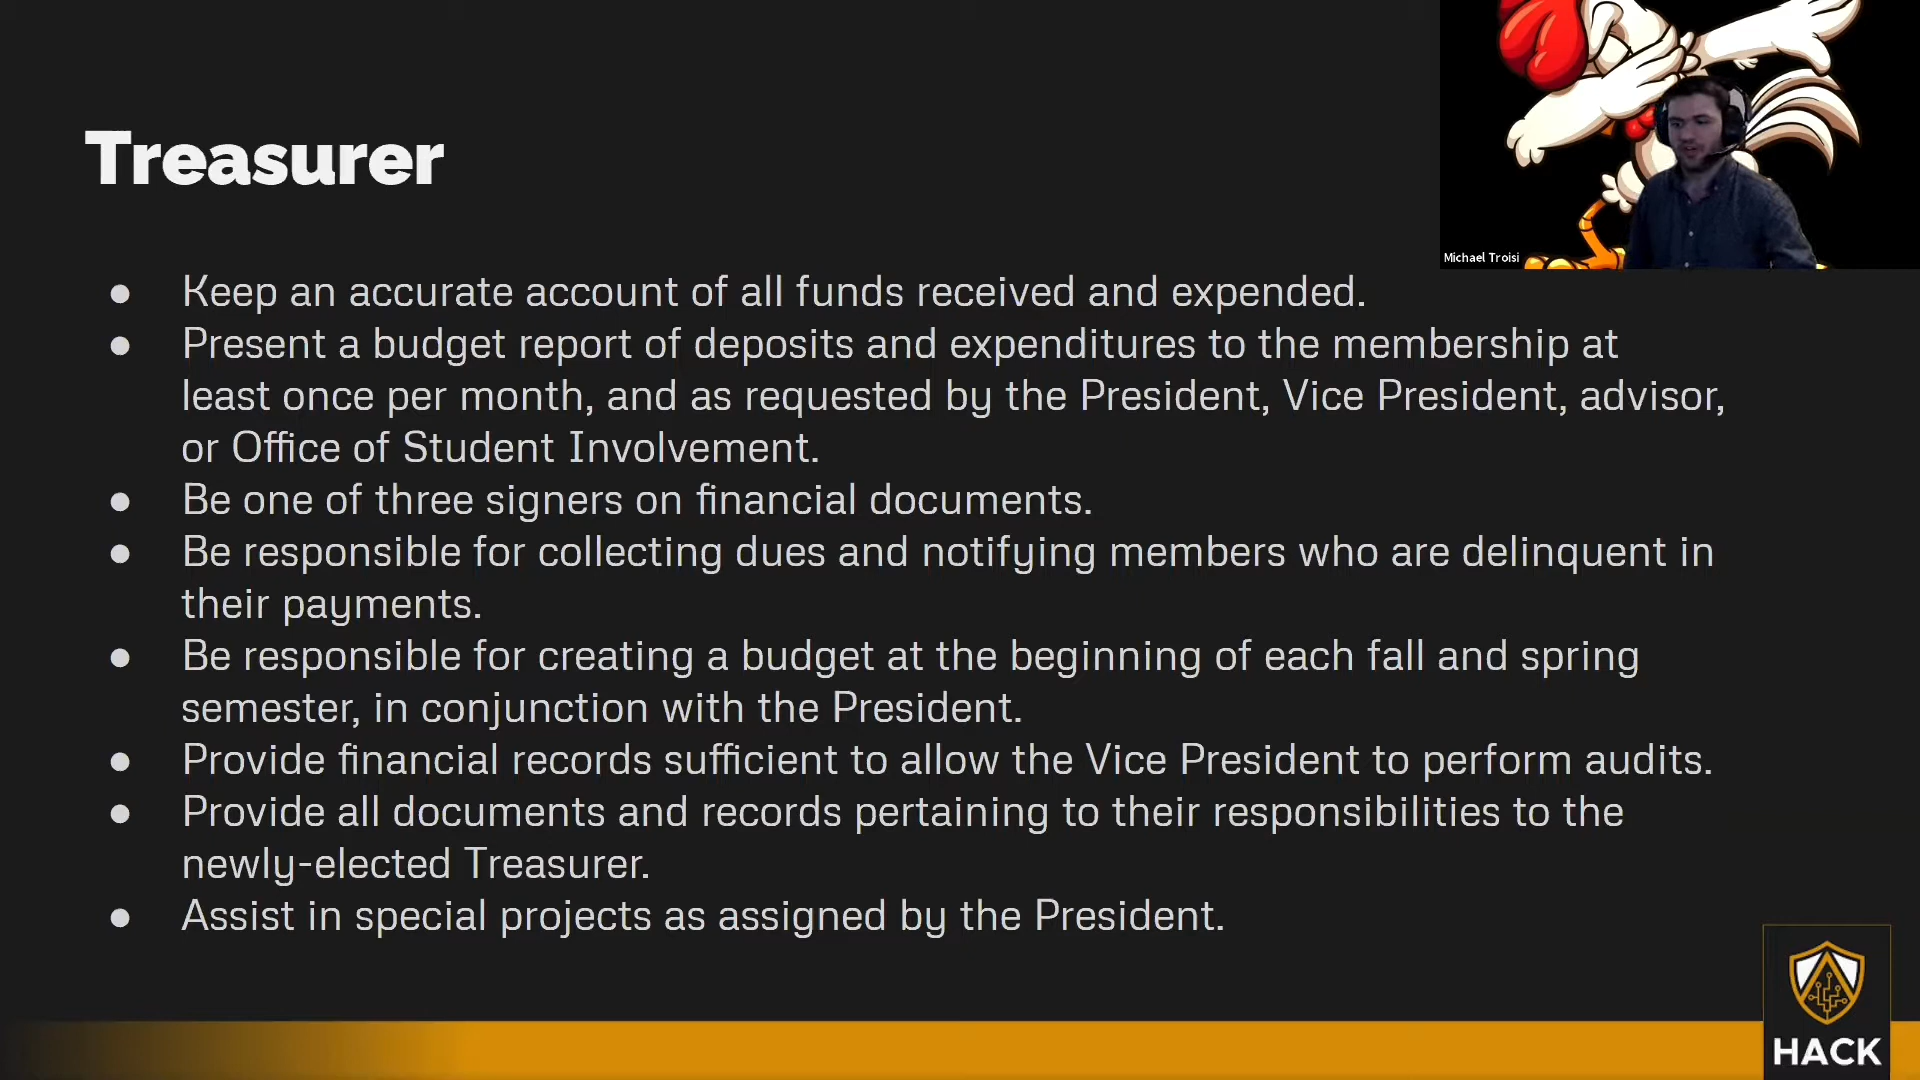 Treasurer
Michael Troisi
● Keep an accurate account of all funds received and expended.
● Present a budget report of deposits and expenditures to the membership at
least once per month, and as requested by the President, Vice President, advisor,
or Office of Student Involvement.
● Be one of three signers on financial documents.
● Be responsible for collecting dues and notifying members who are delinquent in
their payments.
● Be responsible for creating a budget at the beginning of each fall and spring
semester, in conjunction with the President.
● Provide financial records sufficient to allow the Vice President to perform audits.
● Provide all documents and records pertaining to their responsibilities to the
newly-elected Treasurer.
● Assist in special projects as assigned by the President.
HACK